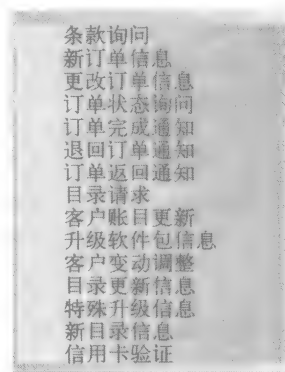 条款询问
新订单信息
更改订单信息
订单状态询问
订单完成通知
退回订单通知
订单返回通知
目录请求
客户账目更新
升级软件包信息
客户变动调整
目录更新信息
特殊升级信息
新目录信息
信用卡验证